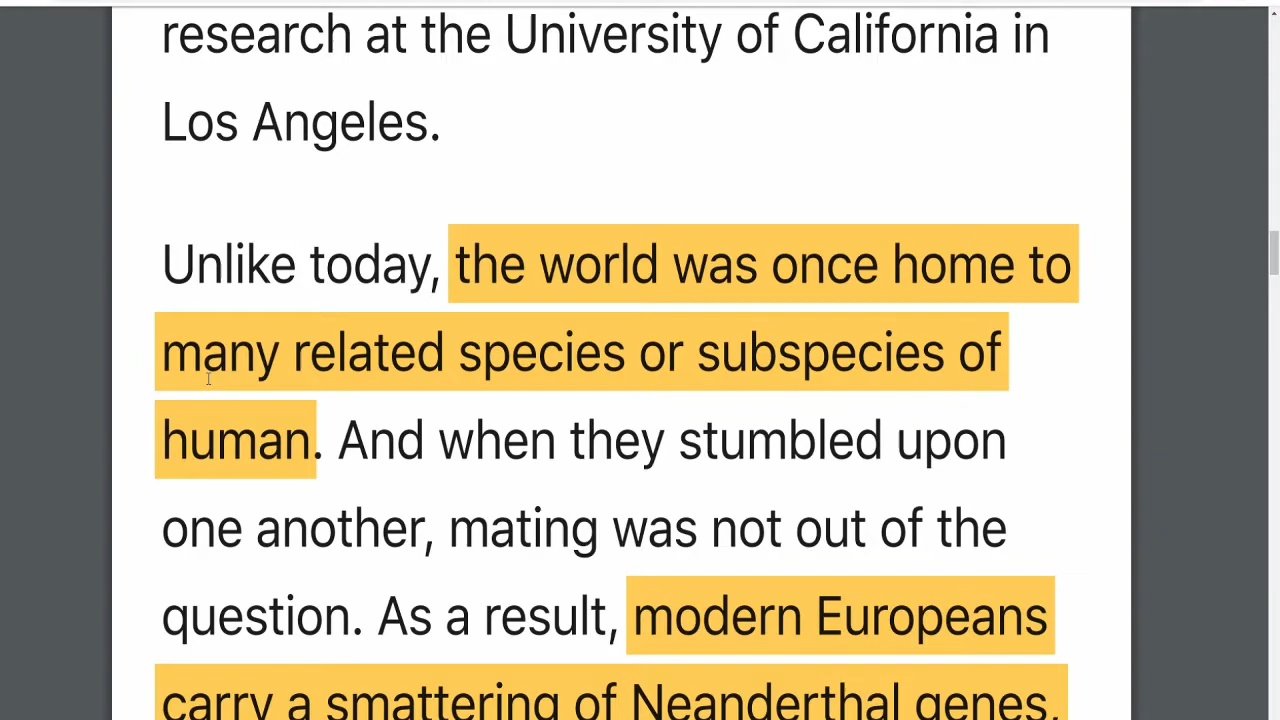 research at the University of California in
Los Angeles.
Unlike today, the world was once home to
many related species or subspecies of
human. And when they stumbled upon
one another, mating was not out of the
question. As a result, modern Europeans
carry a smattering of Neanderthal genes,